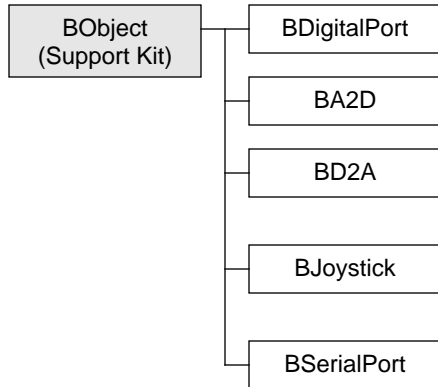 BObject
(Support Kit)
BDigitalPort
BA2D
BD2A
BJoystick
BSerialPort